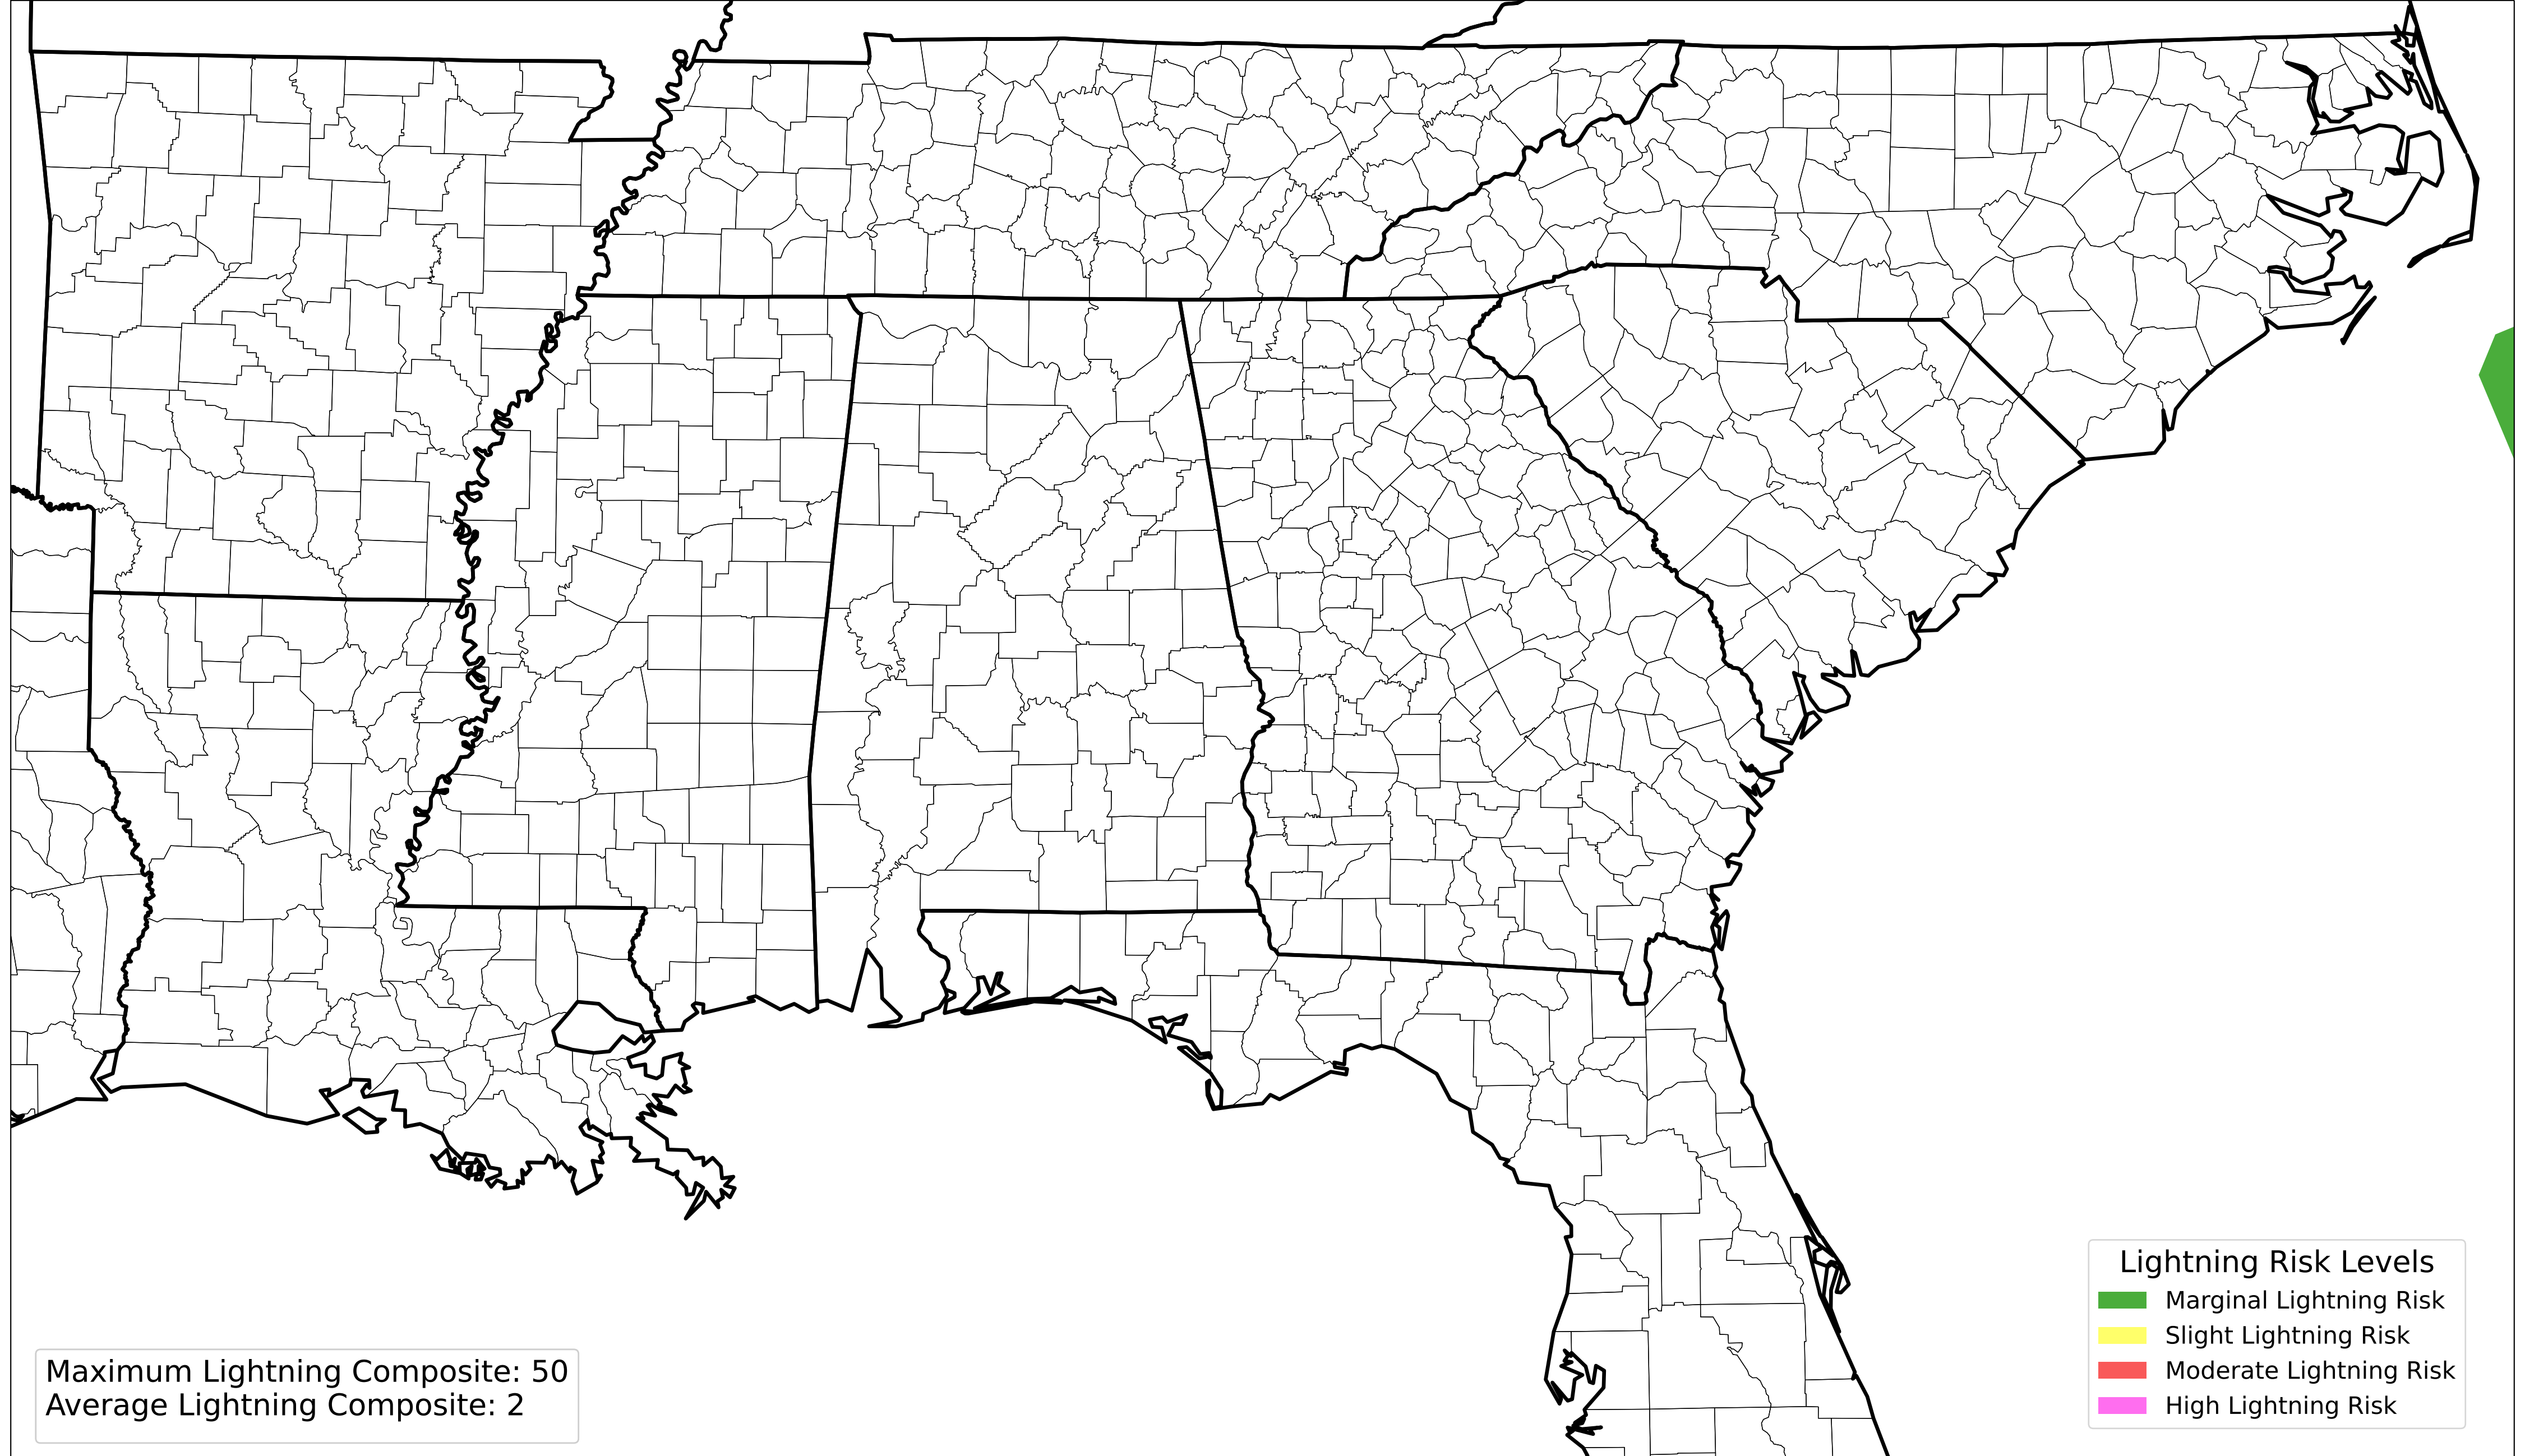 Lightning Risk Levels
Marginal Lightning Risk
Slight Lightning Risk
Moderate Lightning Risk
High Lightning Risk
Maximum Lightning Composite: 50
Average Lightning Composite: 2